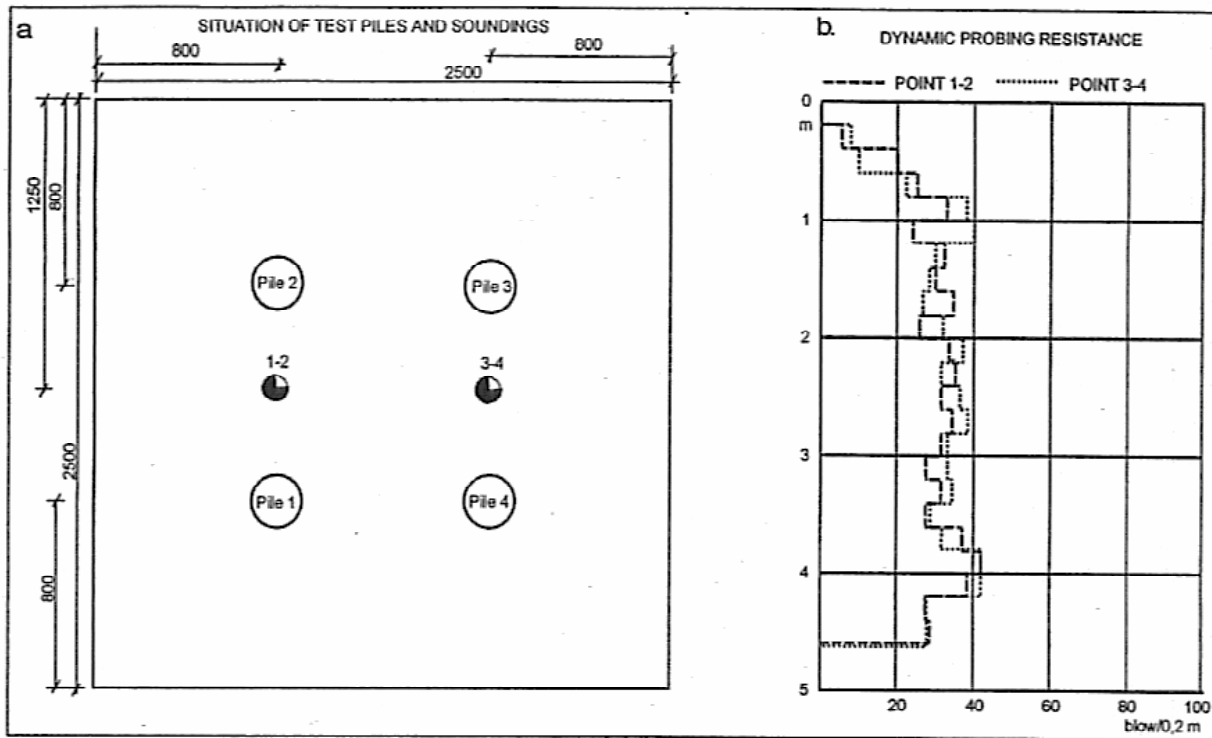 a
SITUATION OF TEST PILES AND SOUNDINGS
800
800
2500
1250
800
2500
800
Pile 2
Pile 3
1-2
3-4
Pile 1
Pile 4
b.
DYNAMIC PROBING RESISTANCE
POINT 1-2
POINT 3-4
0
m
1
2
3
4
5
0
20
40
60
80
100
blow/0,2 m